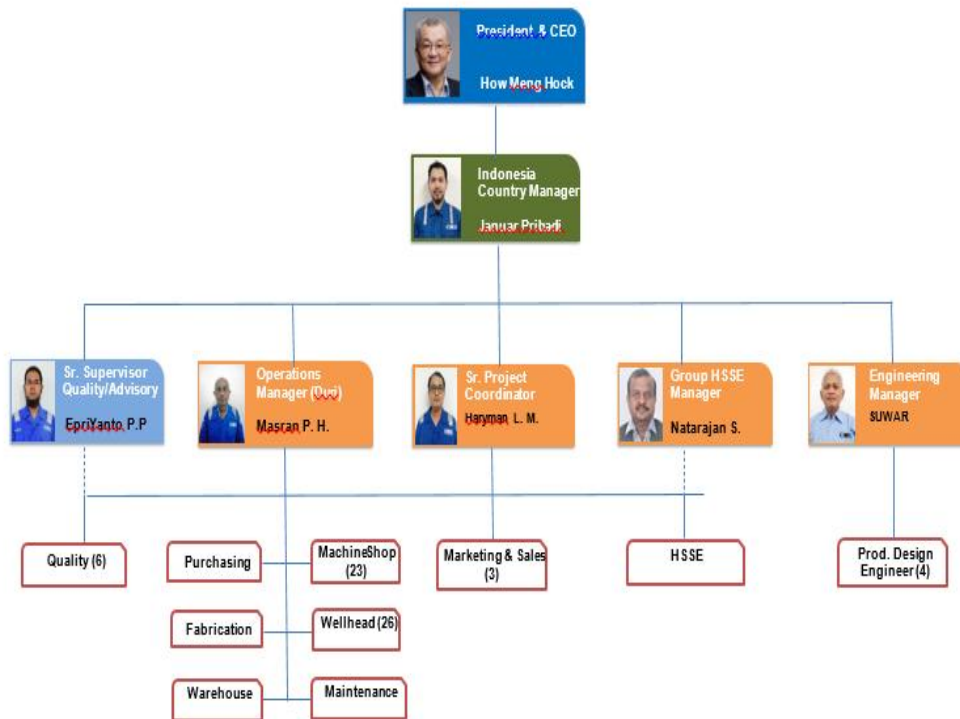 President & CEO
How Meng Hock
Indonesia
Country Manager
Januar Pribadi
Sr. Supervisor
Quality/Advisory
EpriYanto P.P
Operations
Manager (Duri)
Masran P. H.
Sr. Project
Coordinator
Haryman L. M.
Group HSSE
Manager
Natarajan S.
Engineering
Manager
SUWAR
Quality (6)
Purchasing
MachineShop
(23)
Marketing & Sales
(3)
HSSE
Prod. Design
Engineer (4)
Fabrication
Wellhead (26)
Warehouse
Maintenance